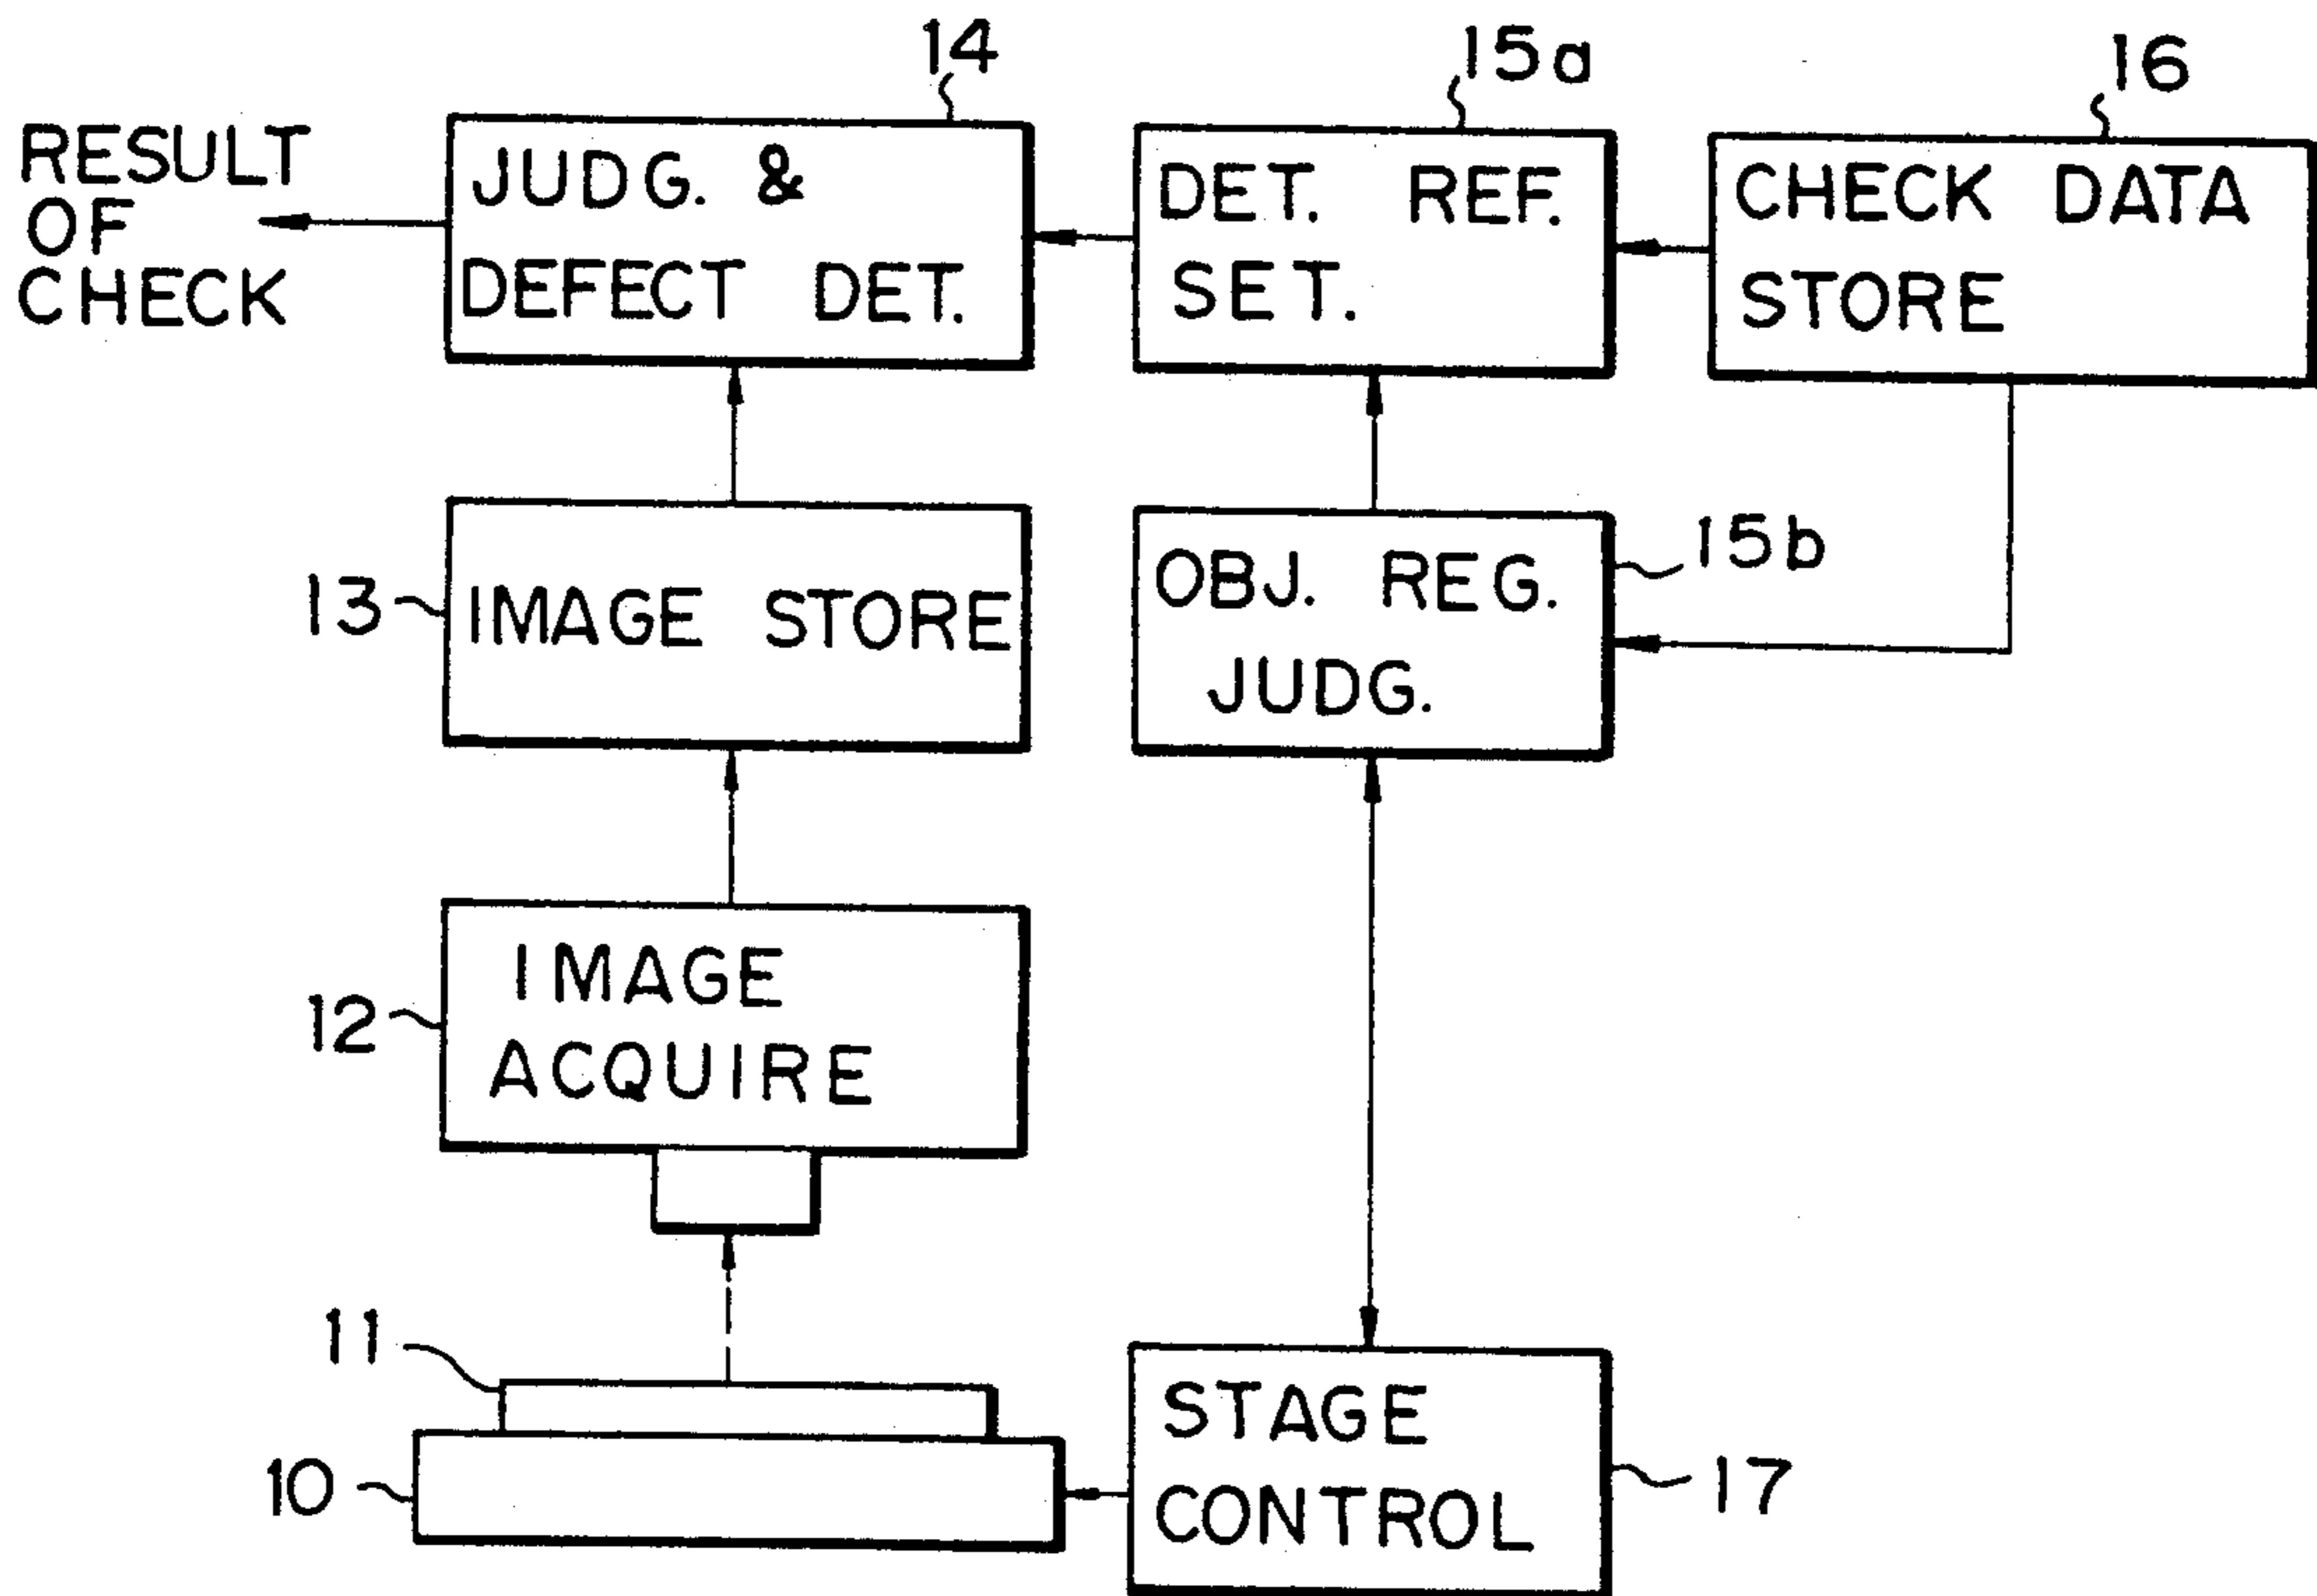 14
15a
16
RESULT
OF
CHECK
JUDG. &
DEFECT DET.
DET. REF.
SET.
CHECK DATA
STORE
13
IMAGE STORE
OBJ. REG.
JUDG.
15b
12
IMAGE
ACQUIRE
11
10
STAGE
CONTROL
17